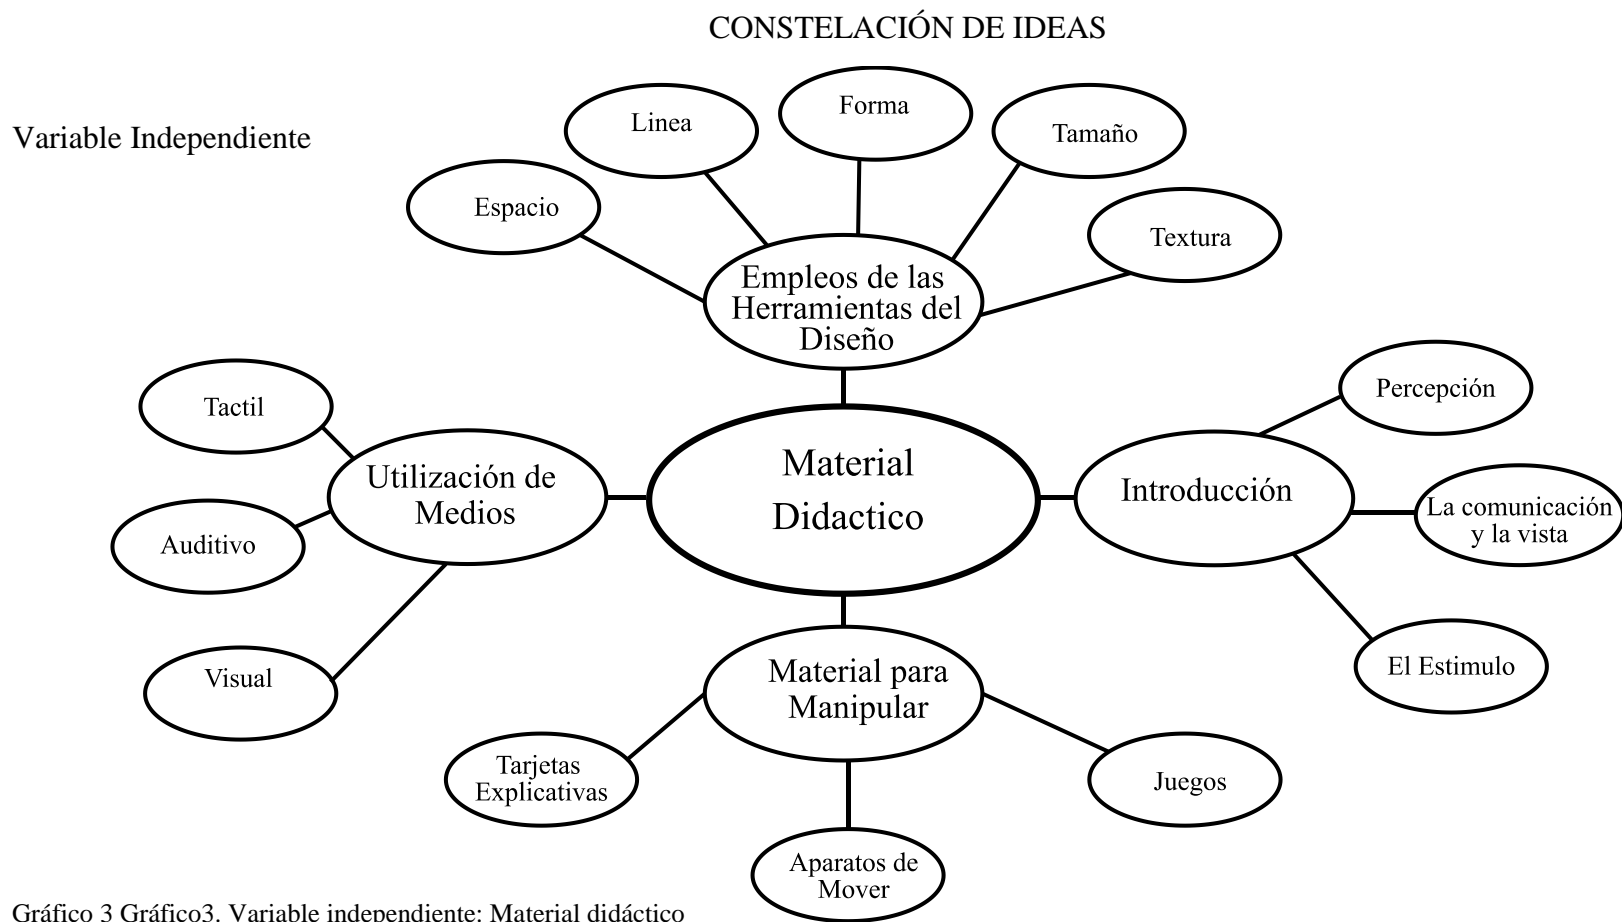 CONSTELACIÓN DE IDEAS
Variable Independiente
Espacio
Linea
Forma
Tamaño
Textura
Empleos de las
Herramientas del
Diseño
Tactil
Auditivo
Visual
Utilización de
Medios
Material
Didactico
Introducción
Percepción
La comunicación
y la vista
El Estimulo
Material para
Manipular
Tarjetas
Explicativas
Aparatos de
Mover
Juegos
Gráfico 3 Gráfico3. Variable independiente: Material didáctico